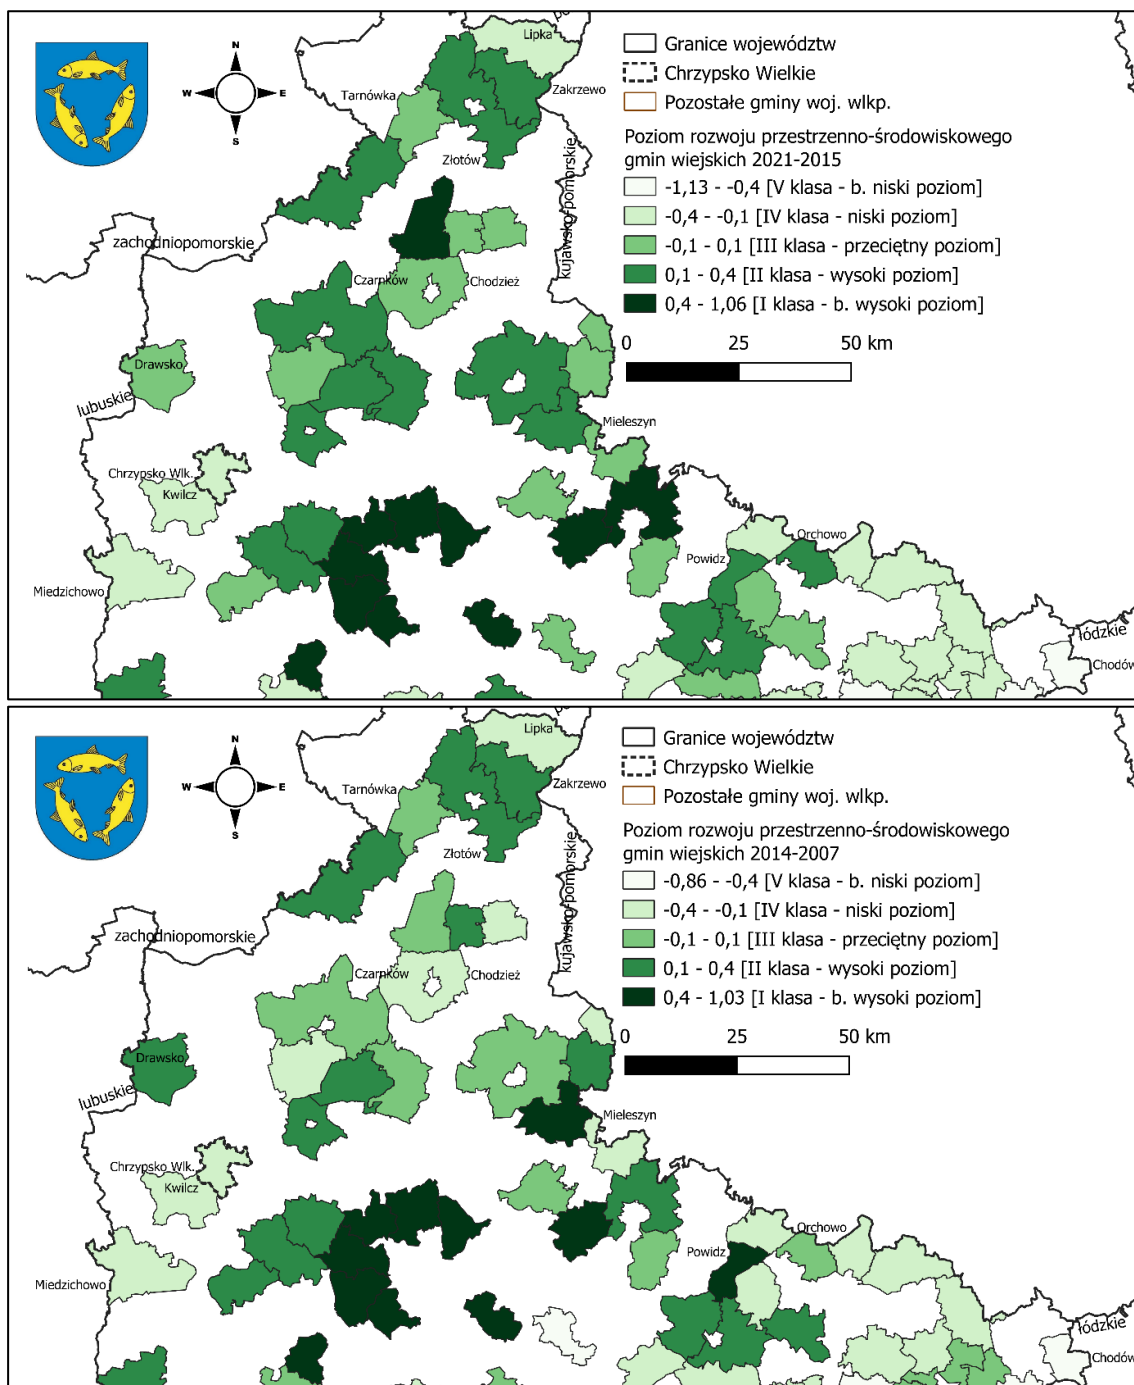 N
W
E
S
Lipka
Zakrzewo
Tarnówka
Złotów
zachodniopomorskie
kujawsko-pomorskie
Czarnków
Chodzież
Drawsko
lubuskie
Mieleszyn
Chrzypsko Wlk.
Kwilcz
Orchowo
Powidz
Miedzichowo
łódzkie
Chodów
Granice województw
Chrzypsko Wielkie
Pozostałe gminy woj. wlkp.
Poziom rozwoju przestrzenno-środowiskowego
gmin wiejskich 2021-2015
-1,13 - -0,4 [V klasa - b. niski poziom]
-0,4 - -0,1 [IV klasa - niski poziom]
-0,1 - 0,1 [III klasa - przeciętny poziom]
0,1 - 0,4 [II klasa - wysoki poziom]
0,4 - 1,06 [I klasa - b. wysoki poziom]
0 25 50 km
N
W
E
S
Lipka
Zakrzewo
Tarnówka
Złotów
zachodniopomorskie
kujawsko-pomorskie
Czarnków
Chodzież
Drawsko
lubuskie
Mieleszyn
Chrzypsko Wlk.
Kwilcz
Orchowo
Powidz
Miedzichowo
łódzkie
Chodów
Granice województw
Chrzypsko Wielkie
Pozostałe gminy woj. wlkp.
Poziom rozwoju przestrzenno-środowiskowego
gmin wiejskich 2014-2007
-0,86 - -0,4 [V klasa - b. niski poziom]
-0,4 - -0,1 [IV klasa - niski poziom]
-0,1 - 0,1 [III klasa - przeciętny poziom]
0,1 - 0,4 [II klasa - wysoki poziom]
0,4 - 1,03 [I klasa - b. wysoki poziom]
0 25 50 km